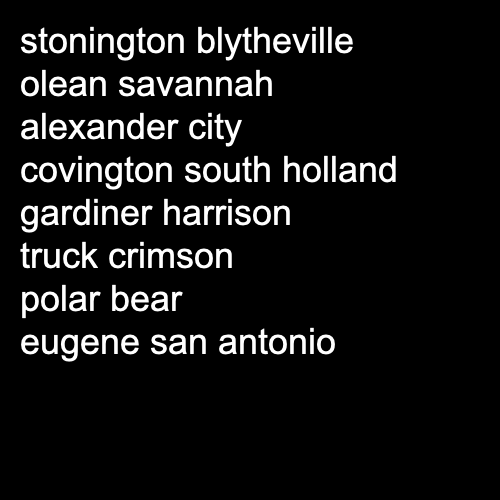 stonington blytheville
olean savannah
alexander city
covington south holland
gardiner harrison
truck crimson
polar bear
eugene san antonio